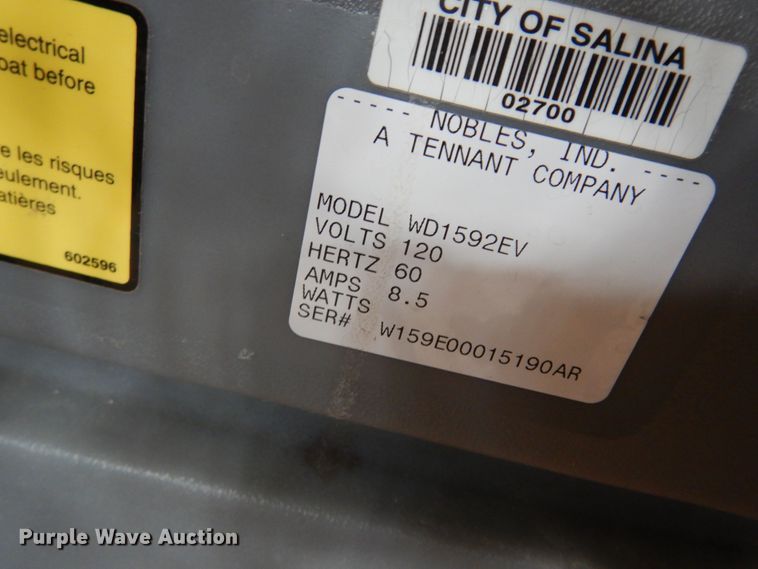 electrical
before
e les risques
eulement.
atières
602596
CITY OF SALINA
02700
----- NOBLES, IND. ----
A TENNANT COMPANY
MODEL WD1592EV
VOLTS 120
HERTZ 60
AMPS 8.5
WATTS
SER# W159E00015190AR
Purple Wave Auction